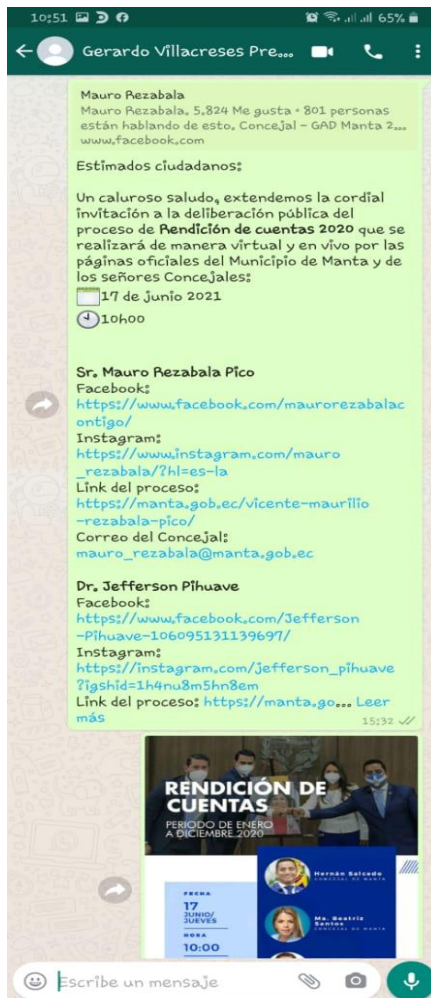 10:51
65%
Gerardo Villacreses Pre...
Mauro Rezabala
Mauro Rezabala, 5,824 Me gusta · 801 personas
están hablando de esto, Concejal - GAD Manta 2...
www.facebook.com
Estimados ciudadanos:
Un caluroso saludo, extendemos la cordial
invitación a la deliberación pública del
proceso de Rendición de cuentas 2020 que se
realizará de manera virtual y en vivo por las
páginas oficiales del Municipio de Manta y de
los señores Concejales:
17 de junio 2021
10h00
Sr. Mauro Rezabala Pico
Facebook:
https://www.facebook.com/maurorezabalac
ontigo/
Instagram:
https://www.instagram.com/mauro
_rezabala/?hl=es-la
Link del proceso:
https://manta.gob.ec/vicente-maurilio
-rezabala-pico/
Correo del Concejal:
mauro_rezabala@manta.gob.ec
Dr. Jefferson Pihuave
Facebook:
https://www.facebook.com/Jefferson
-Pihuave-106095131139697/
Instagram:
https://instagram.com/jefferson_pihuave
?igshid=1h4nu8m5hn8em
Link del proceso: https://manta.go... Leer
más
15:32
RENDICIÓN DE
CUENTAS
PERIODO DE ENERO
A DICIEMBRE 2020
Hernán Salcedo
CONCEJAL DE MANTA
FECHA
17
JUNIO/
JUEVES
HORA
10:00
Ma. Beatriz
Santos
CONCEJAL DE MANTA
Escribe un mensaje